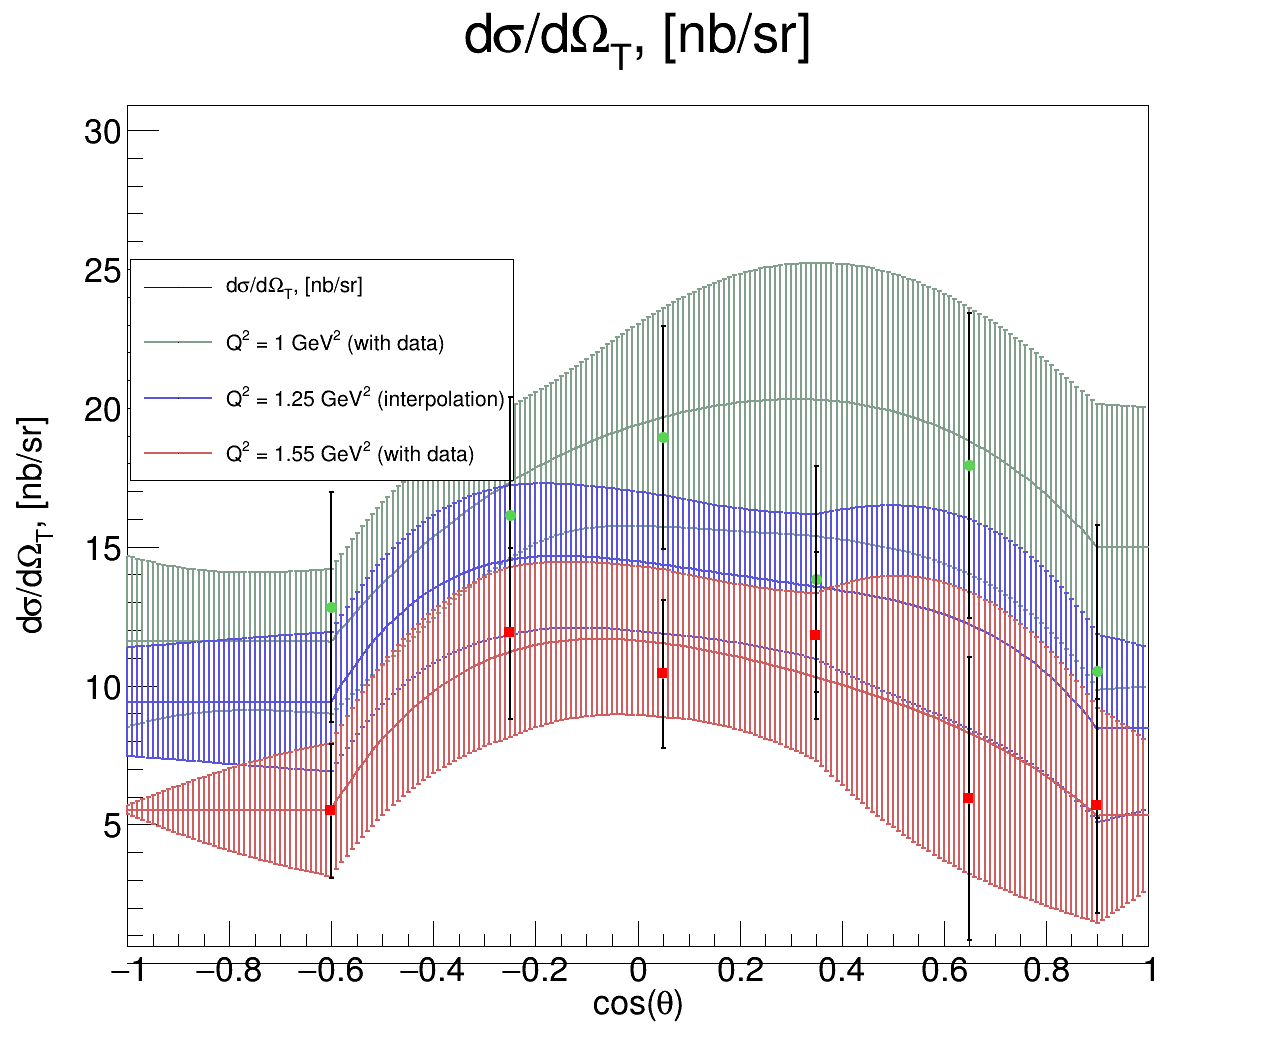 dσ/dΩT, [nb/sr]
30
25
20
15
10
5
dσ/dΩT, [nb/sr]
dσ/dΩT, [nb/sr]
Q² = 1 GeV² (with data)
Q² = 1.25 GeV² (interpolation)
Q² = 1.55 GeV² (with data)
−1 −0.8 −0.6 −0.4 −0.2 0 0.2 0.4 0.6 0.8 1
cos(θ)